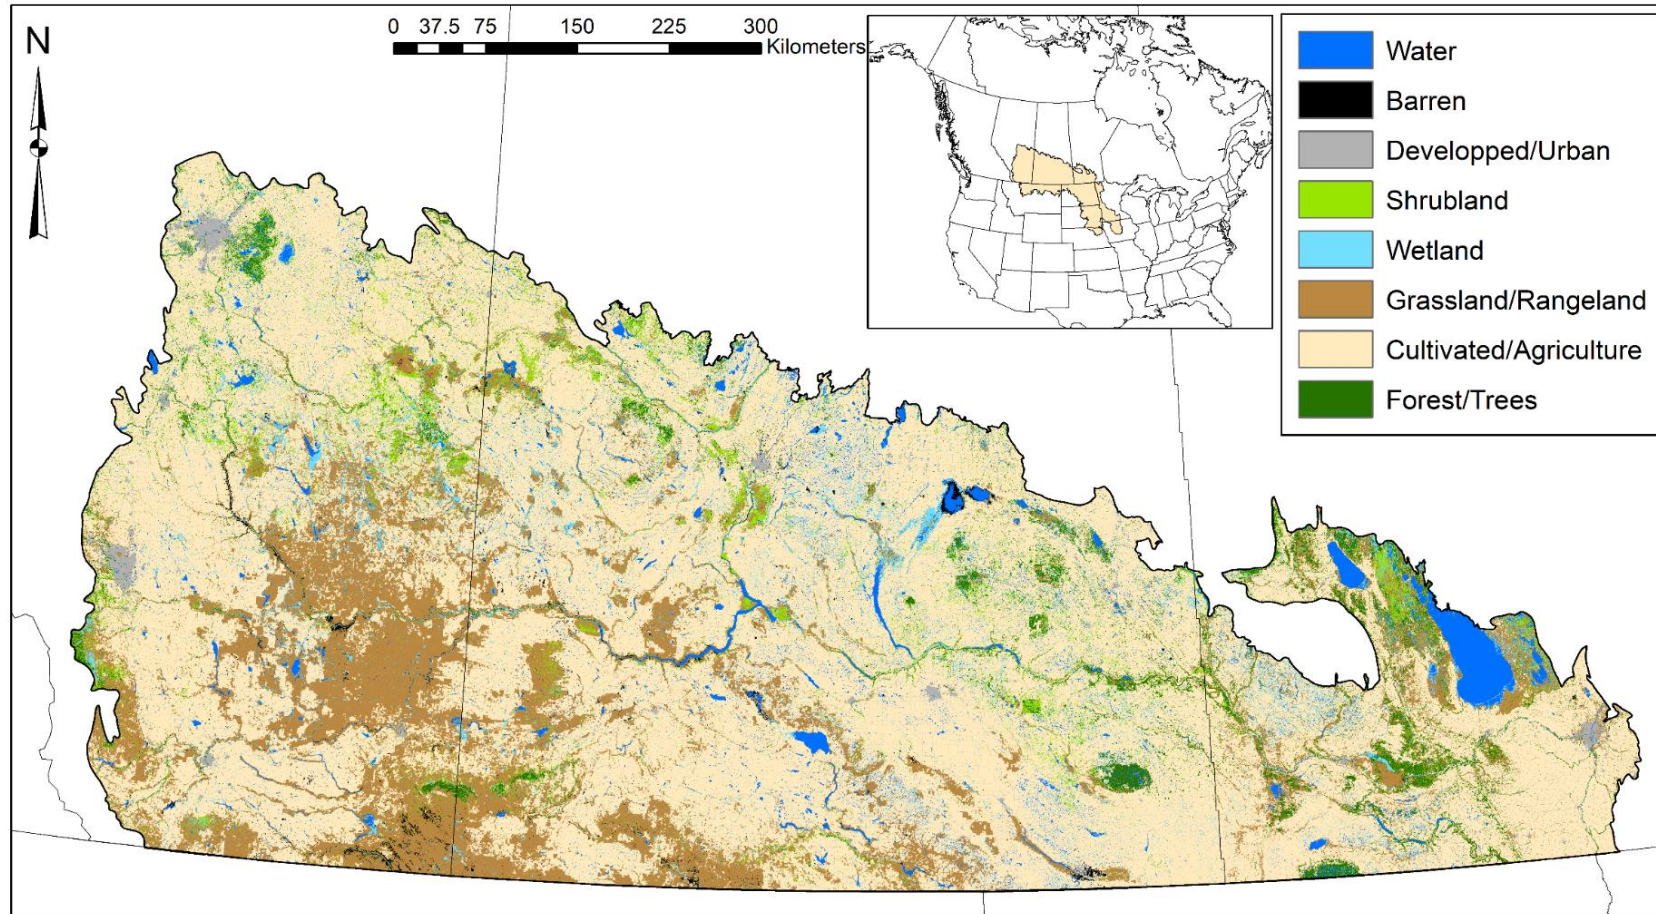 N
0 37.5 75 150 225 300
Kilometers
Water
Barren
Developped/Urban
Shrubland
Wetland
Grassland/Rangeland
Cultivated/Agriculture
Forest/Trees